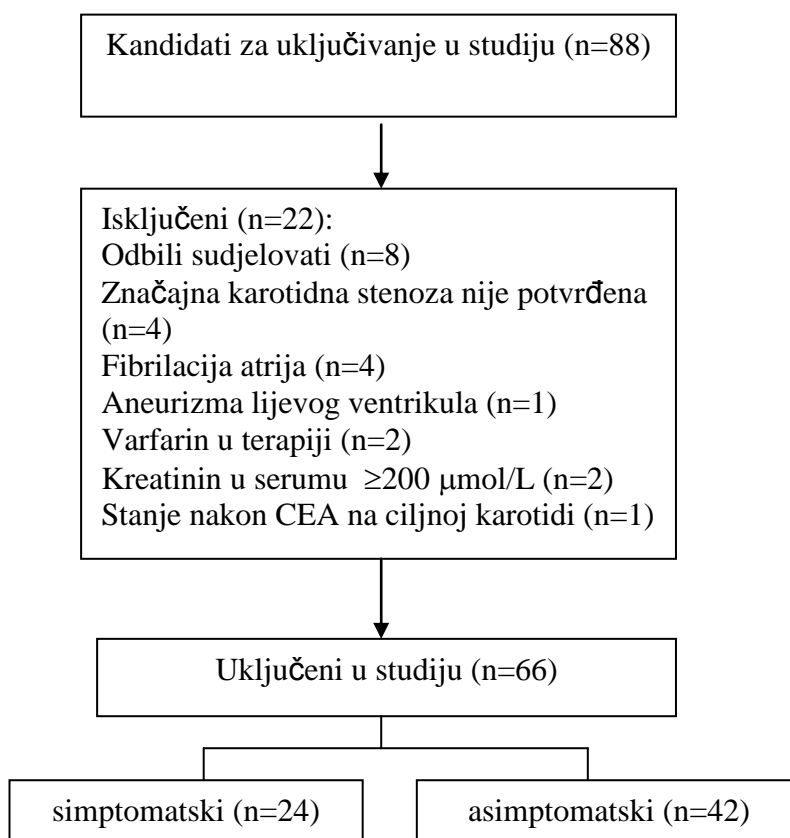 Kandidati za uključivanje u studiju (n=88)
Isključeni (n=22):
Odbili sudjelovati (n=8)
Značajna karotidna stenoza nije potvrđena
(n=4)
Fibrilacija atrija (n=4)
Aneurizma lijevog ventrikula (n=1)
Varfarin u terapiji (n=2)
Kreatinin u serumu ≥200 μmol/L (n=2)
Stanje nakon CEA na ciljnoj karotidi (n=1)
Uključeni u studiju (n=66)
simptomatski (n=24)
asimptomatski (n=42)